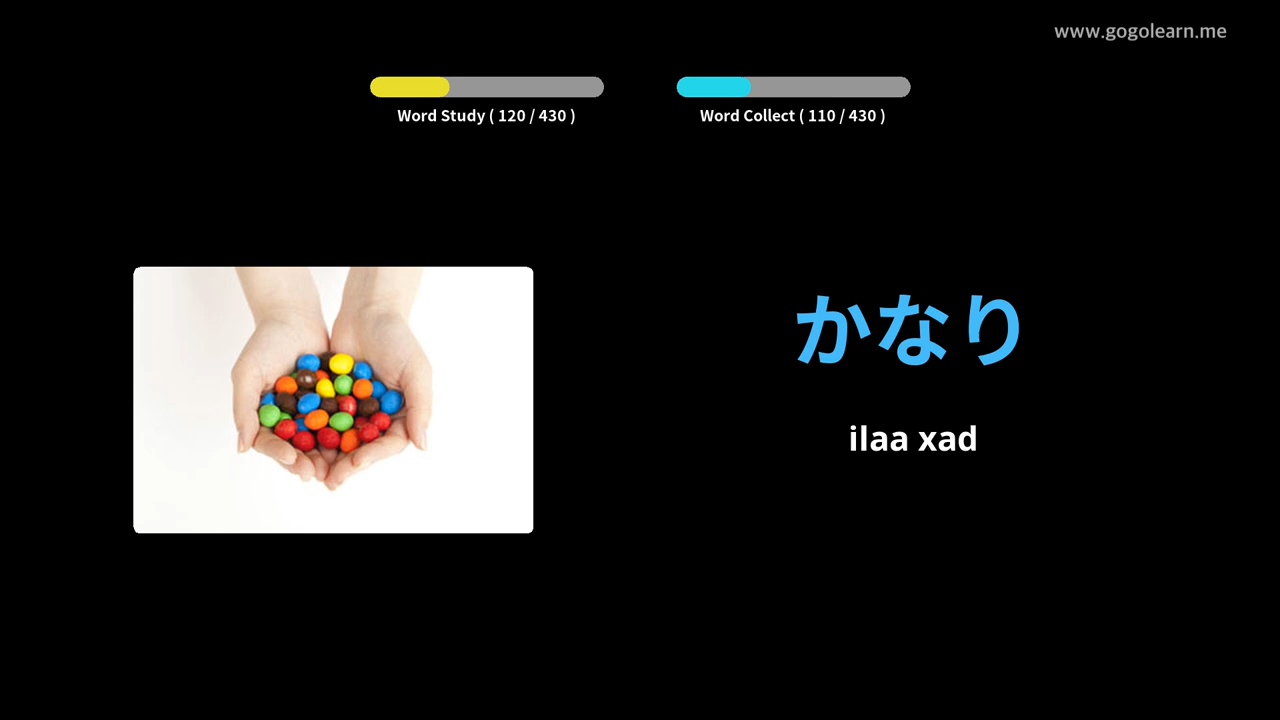 www.gogolearn.me
Word Study ( 120 / 430 )
Word Collect ( 110 / 430 )
かなり
ilaa xad